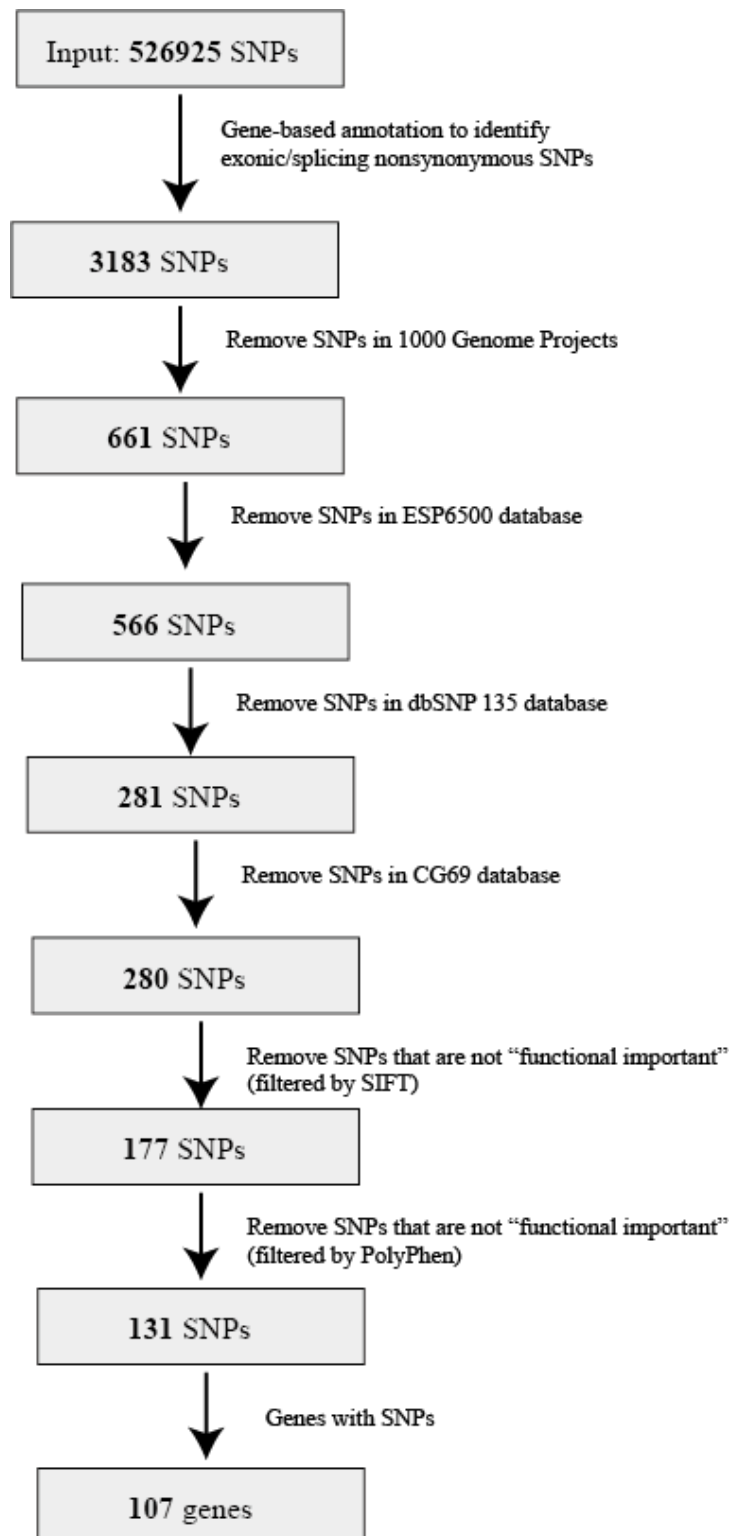 Input: 526925 SNPs
Gene-based annotation to identify
exonic/splicing nonsynonymous SNPs
3183 SNPs
Remove SNPs in 1000 Genome Projects
661 SNPs
Remove SNPs in ESP6500 database
566 SNPs
Remove SNPs in dbSNP 135 database
281 SNPs
Remove SNPs in CG69 database
280 SNPs
Remove SNPs that are not “functional important”
(filtered by SIFT)
177 SNPs
Remove SNPs that are not “functional important”
(filtered by PolyPhen)
131 SNPs
Genes with SNPs
107 genes